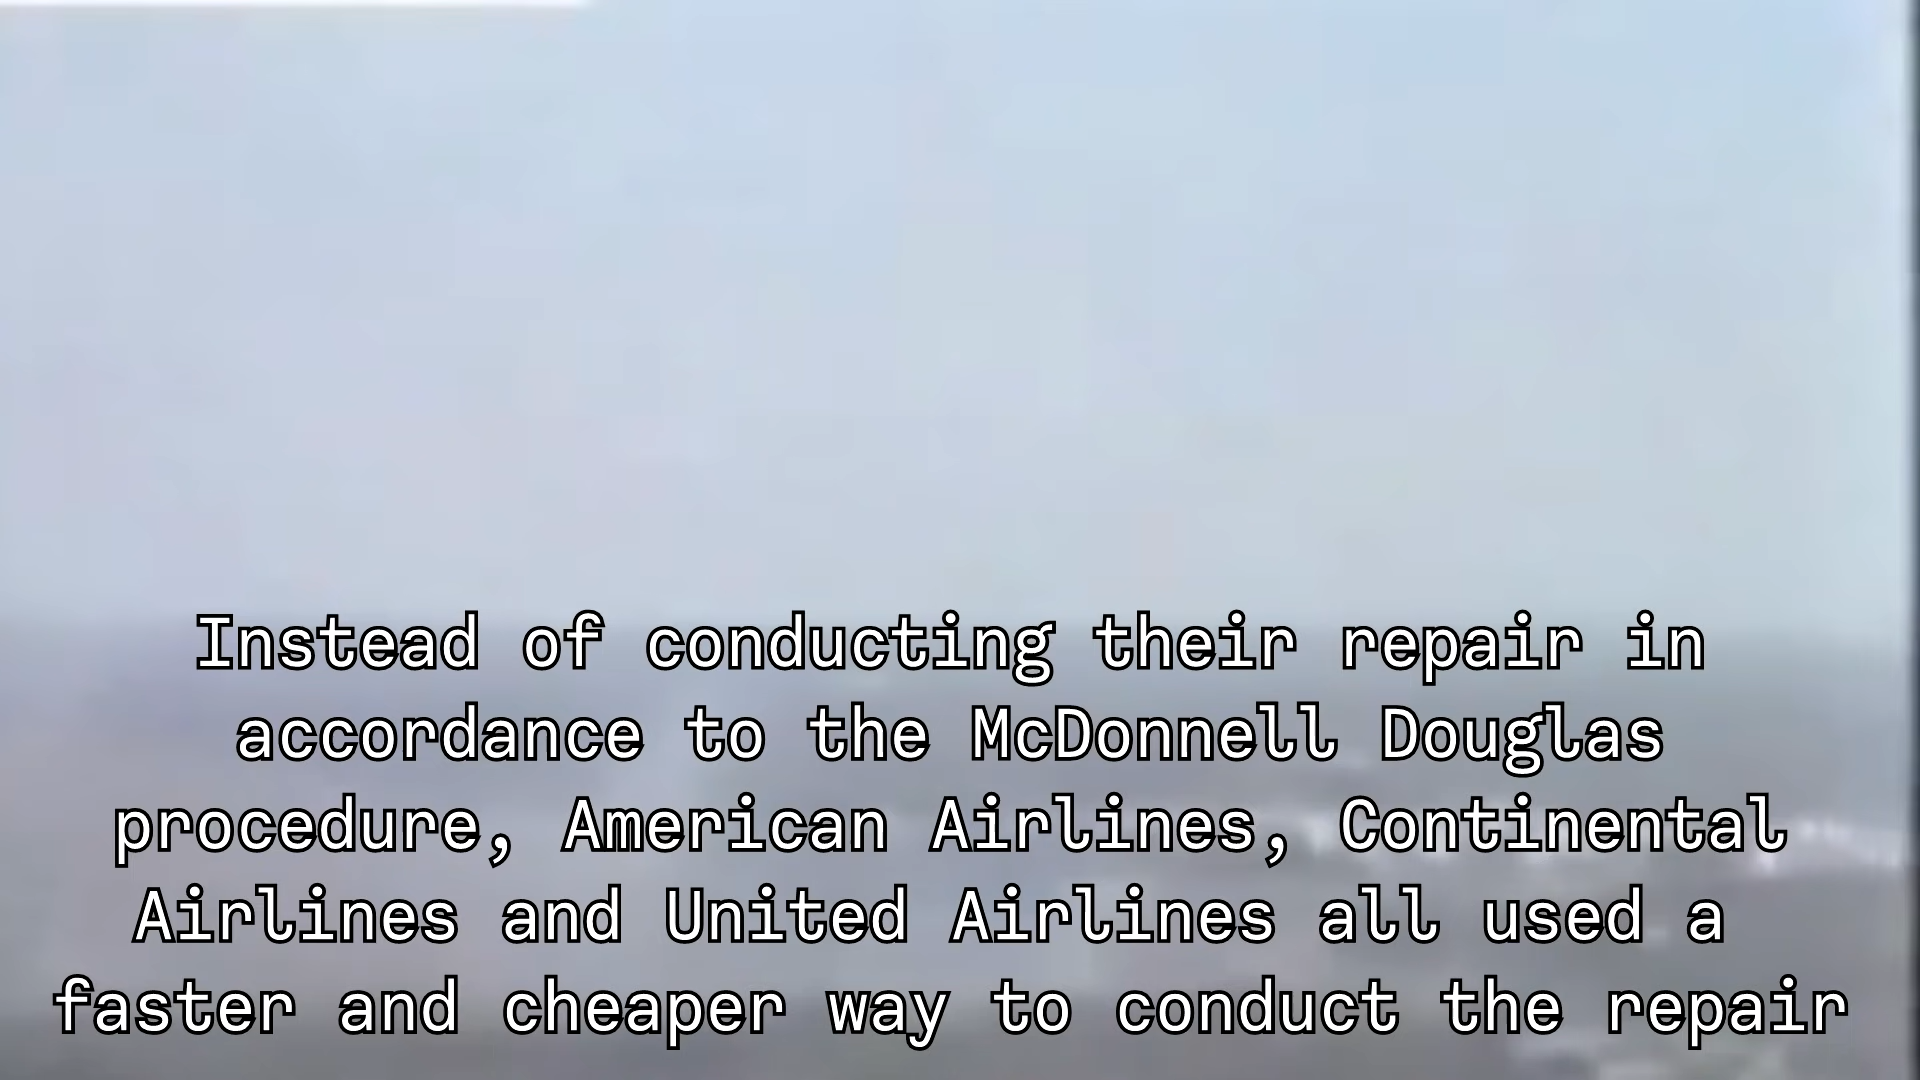 Instead of conducting their repair in
accordance to the McDonnell Douglas
procedure, American Airlines, Continental
Airlines and United Airlines all used a
faster and cheaper way to conduct the repair